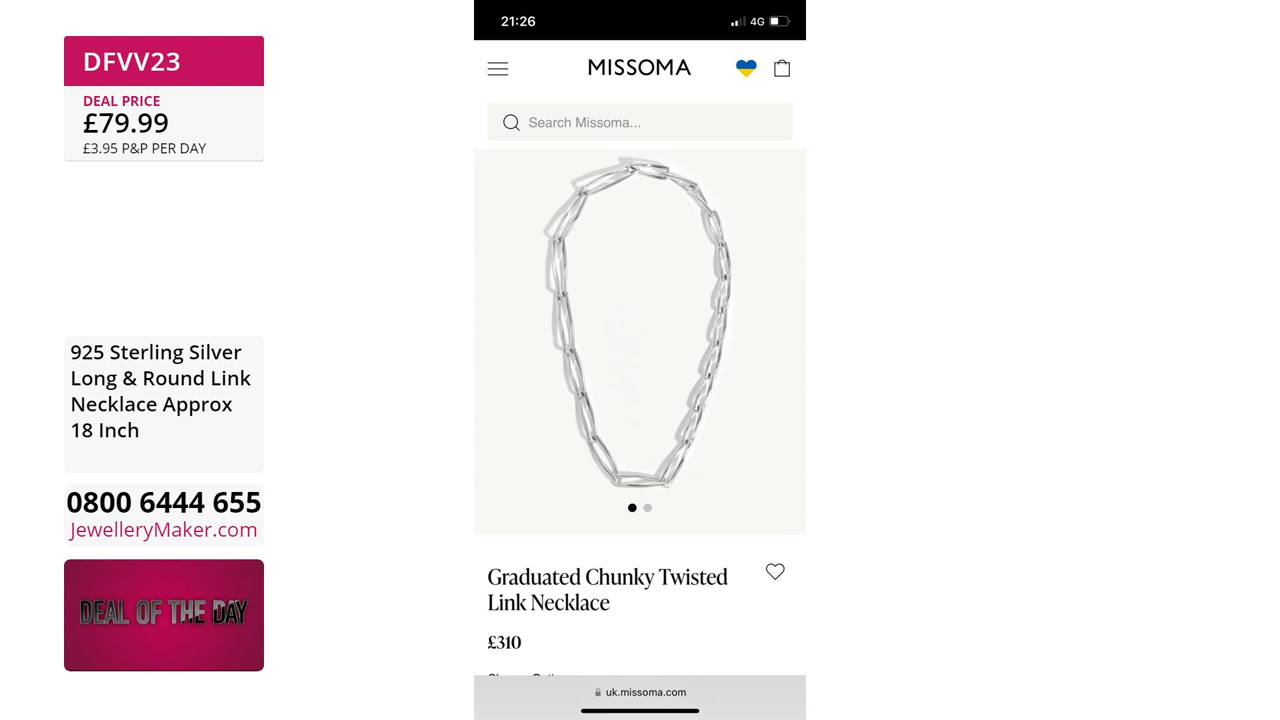 DFVV23
DEAL PRICE
£79.99
£3.95 P&P PER DAY
925 Sterling Silver
Long & Round Link
Necklace Approx
18 Inch
0800 6444 655
JewelleryMaker.com
DEAL OF THE DAY
21:26
4G
MISSOMA
Search Missoma...
Graduated Chunky Twisted
Link Necklace
£310
uk.missoma.com